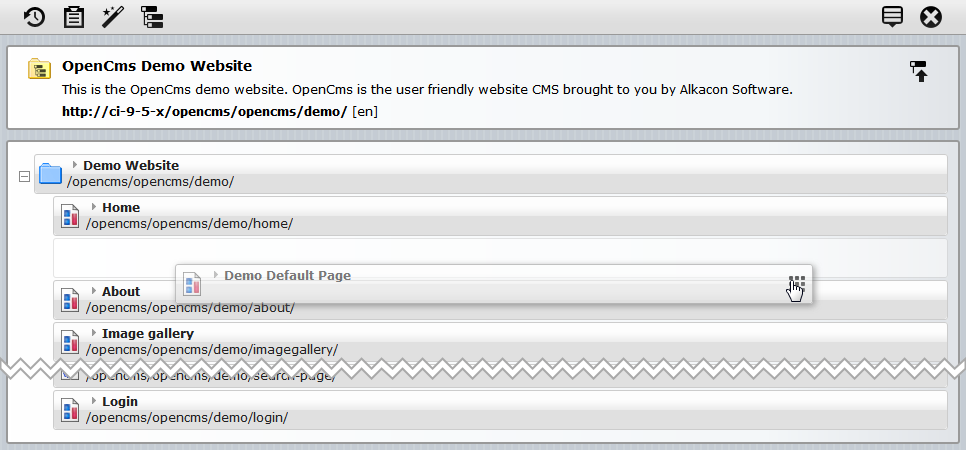 OpenCms Demo Website
This is the OpenCms demo website. OpenCms is the user friendly website CMS brought to you by Alkacon Software.
http://ci-9-5-x/opencms/opencms/demo/ [en]
Demo Website
/opencms/opencms/demo/
Home
/opencms/opencms/demo/home/
Demo Default Page
About
/opencms/opencms/demo/about/
Image gallery
/opencms/opencms/demo/imagegallery/
/opencms/opencms/demo/search-page/
Login
/opencms/opencms/demo/login/